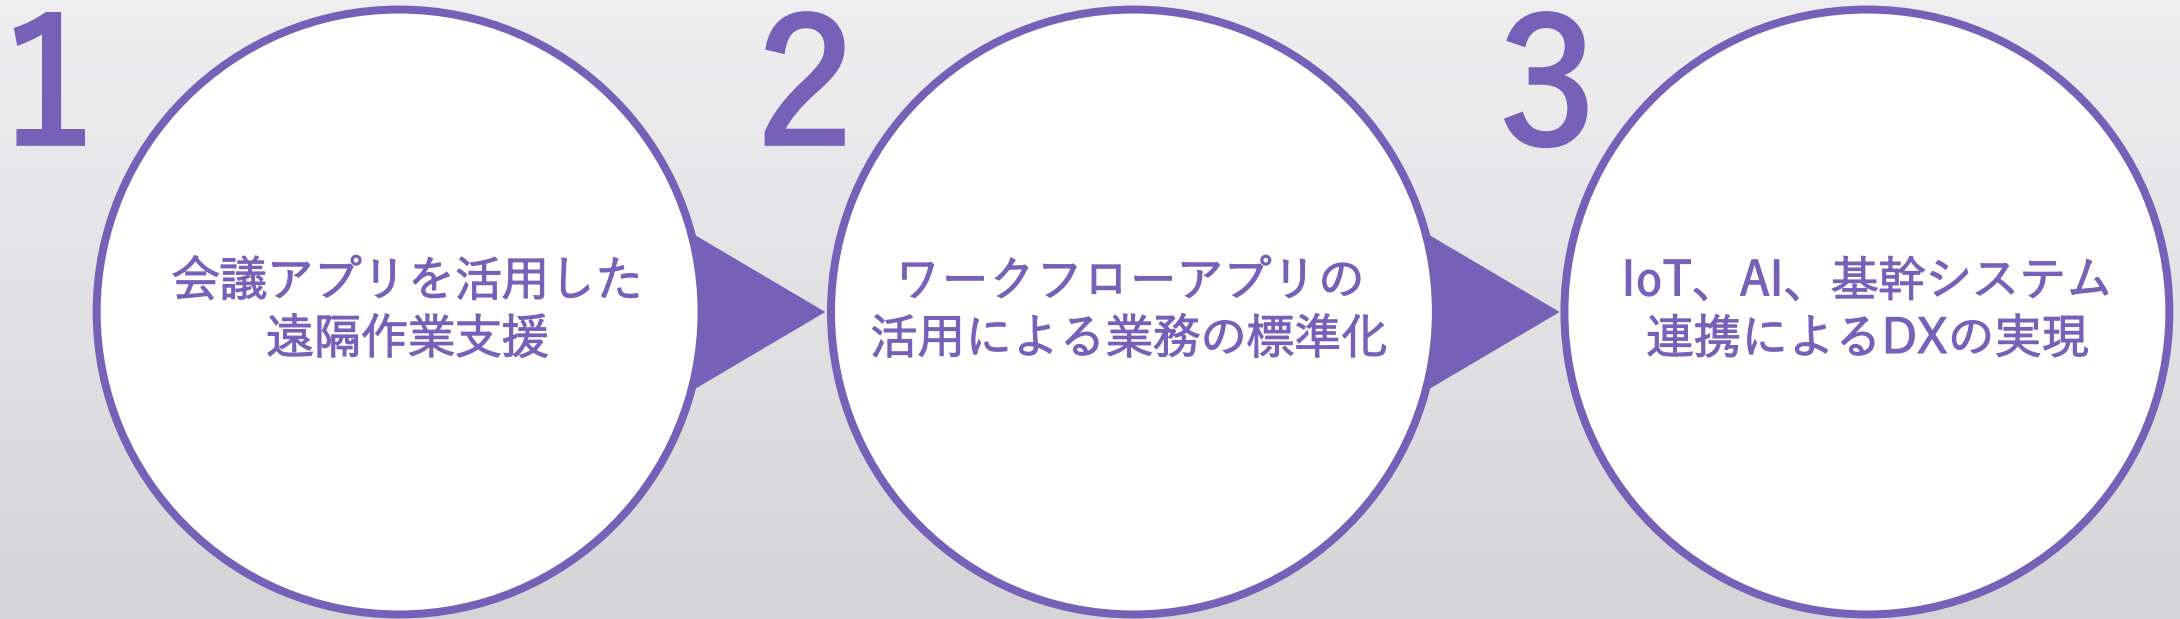 1
会議アプリを活用した
遠隔作業支援
2
ワークフローアプリの
活用による業務の標準化
3
IoT、AI、基幹システム
連携によるDXの実現